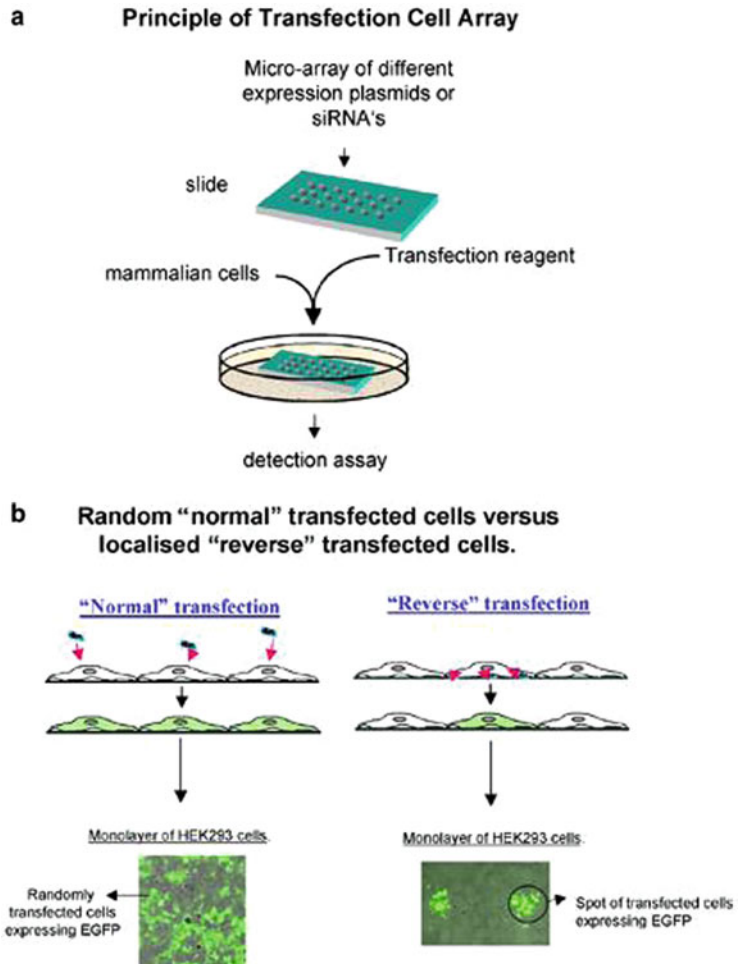 a
Principle of Transfection Cell Array
Micro-array of different
expression plasmids or
siRNA's
slide
Transfection reagent
mammalian cells
detection assay
b
Random “normal” transfected cells versus
localised “reverse” transfected cells.
“Normal” transfection
“Reverse” transfection
Monolayer of HEK293 cells.
Monolayer of HEK293 cells.
Randomly
transfected cells
expressing EGFP
Spot of transfected cells
expressing EGFP